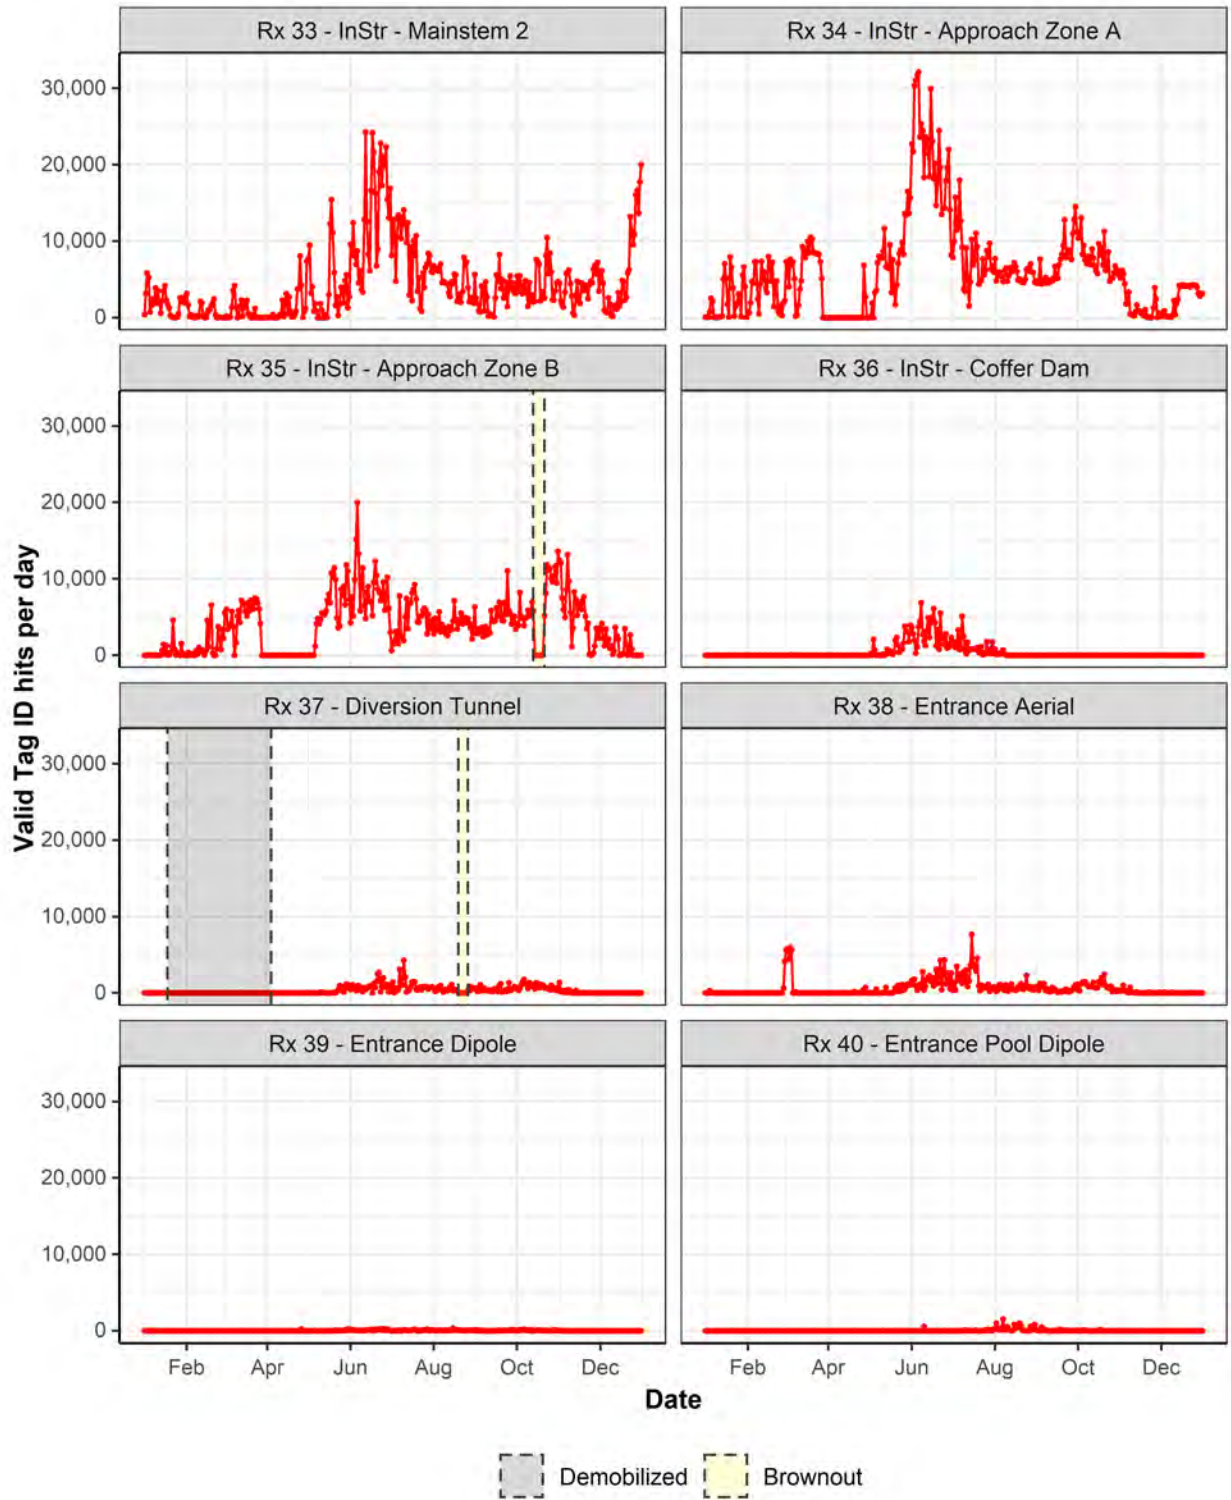 Rx 33 - InStr - Mainstem 2
Rx 34 - InStr - Approach Zone A
30,000
20,000
10,000
0
Rx 35 - InStr - Approach Zone B
Rx 36 - InStr - Coffer Dam
30,000
20,000
10,000
0
Valid Tag ID hits per day
Rx 37 - Diversion Tunnel
Rx 38 - Entrance Aerial
30,000
20,000
10,000
0
Rx 39 - Entrance Dipole
Rx 40 - Entrance Pool Dipole
30,000
20,000
10,000
0
Feb Apr Jun Aug Oct Dec
Feb Apr Jun Aug Oct Dec
Date
Demobilized Brownout